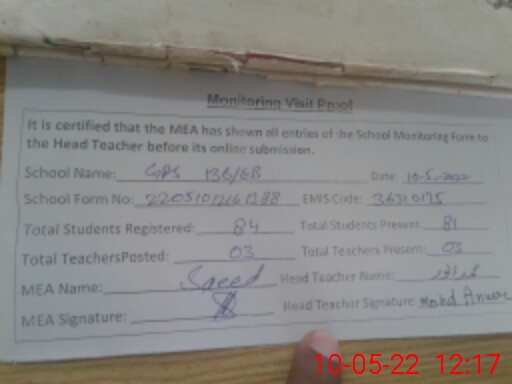 Monitoring Visit Proof
It is certified that the MEA has shown all entries of the School Monitoring Form to
the Head Teacher before its online submission.
School Name: GPS 136/EB Date: 10-5-2022
School Form No: EMIS Code: 36310175
Total Students Registered: 84 Total Students Present: 81
Total TeachersPosted: 03 Total Teachers Present: 03
MEA Name: Saeed Head Teacher Name:
MEA Signature: Head Teacher Signature: Mohd Anwar
10-05-22 12:17